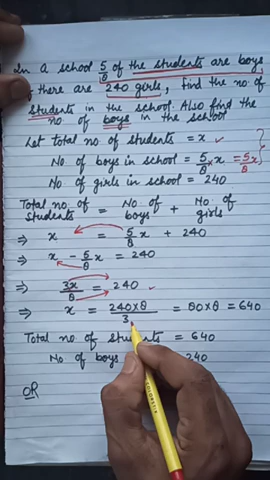 In a school 5/8 of the students are boys
there are 240 girls, find the no of
students in the school. Also find the
no of boys in the school
Let total no of students = x
No of boys in school = 5/8 x = 5/8 x
No of girls in school = 240
Total no. of students = No. of boys + No. of girls
⇒ x = 5/8 x + 240
⇒ x - 5/8 x = 240
⇒ 3x/8 = 240
⇒ x = 240×8/3 = 80×8 = 640
Total no of students = 640
No of boys 240
OR